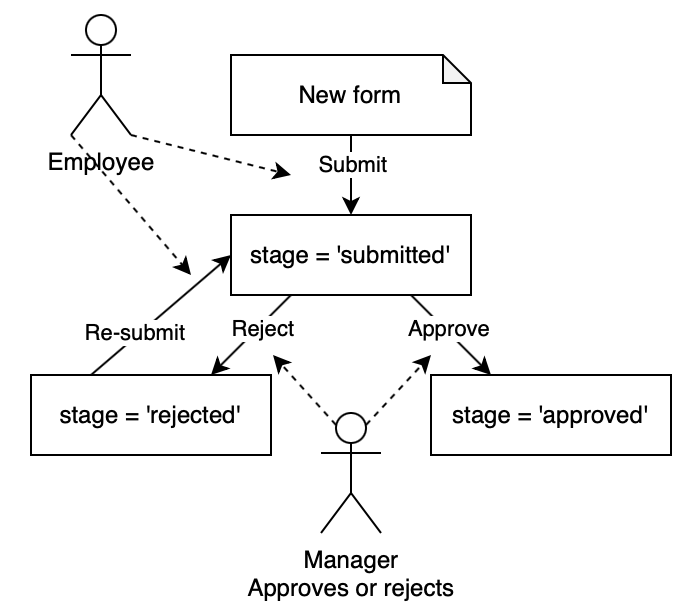 New form
Employee
Submit
stage = 'submitted'
Re-submit
Reject
Approve
stage = 'rejected'
stage = 'approved'
Manager
Approves or rejects